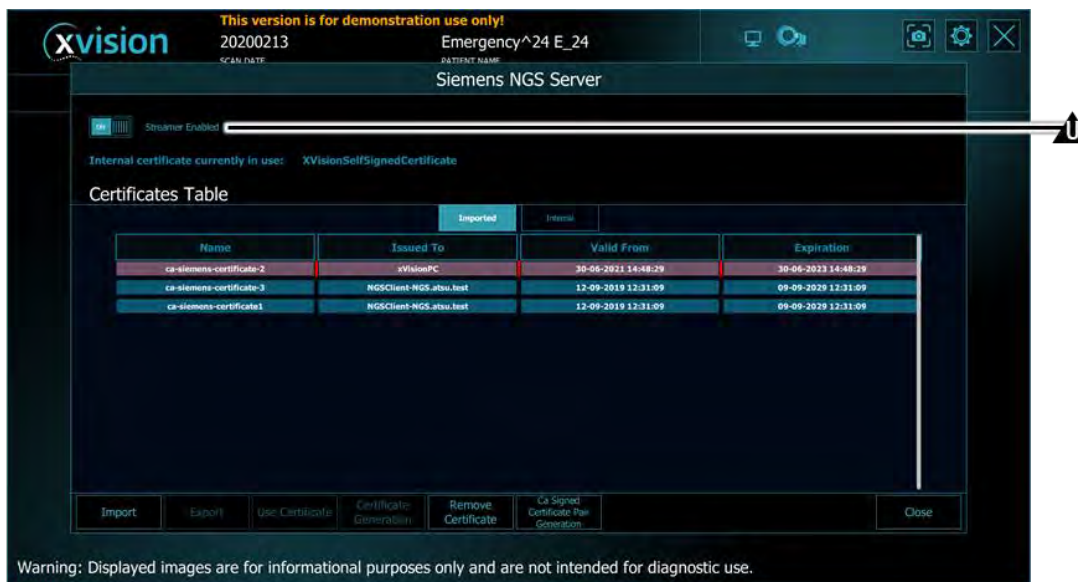 This version is for demonstration use only!
xvision
20200213
Emergency^24 E_24
SCAN DATE
PATIENT NAME
Siemens NGS Server
ON
Streamer Enabled
U
Internal certificate currently in use: XVisionSelfSignedCertificate
Certificates Table
Imported Internal
Name Issued To Valid From Expiration
ca-siemens-certificate-2 xVisionPC 30-06-2021 14:48:29 30-06-2023 14:48:29
ca-siemens-certificate-3 NGSClient-NGS.atsu.test 12-09-2019 12:31:09 09-09-2029 12:31:09
ca-siemens-certificate1 NGSClient-NGS.atsu.test 12-09-2019 12:31:09 09-09-2029 12:31:09
Import
Export
Use Certificate
Certificate
Generation
Remove
Certificate
Ca Signed
Certificate Pair
Generation
Close
Warning: Displayed images are for informational purposes only and are not intended for diagnostic use.